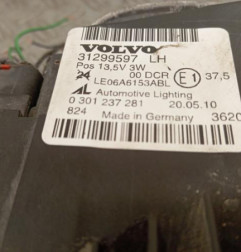 VOLVO
31299597 LH
Pos 13,5V 3W
24 00 DCR E1 37,5
LE06A6153ABL
AL Automotive Lighting
0 301 237 281 20.05.10
824 Made in Germany 3620